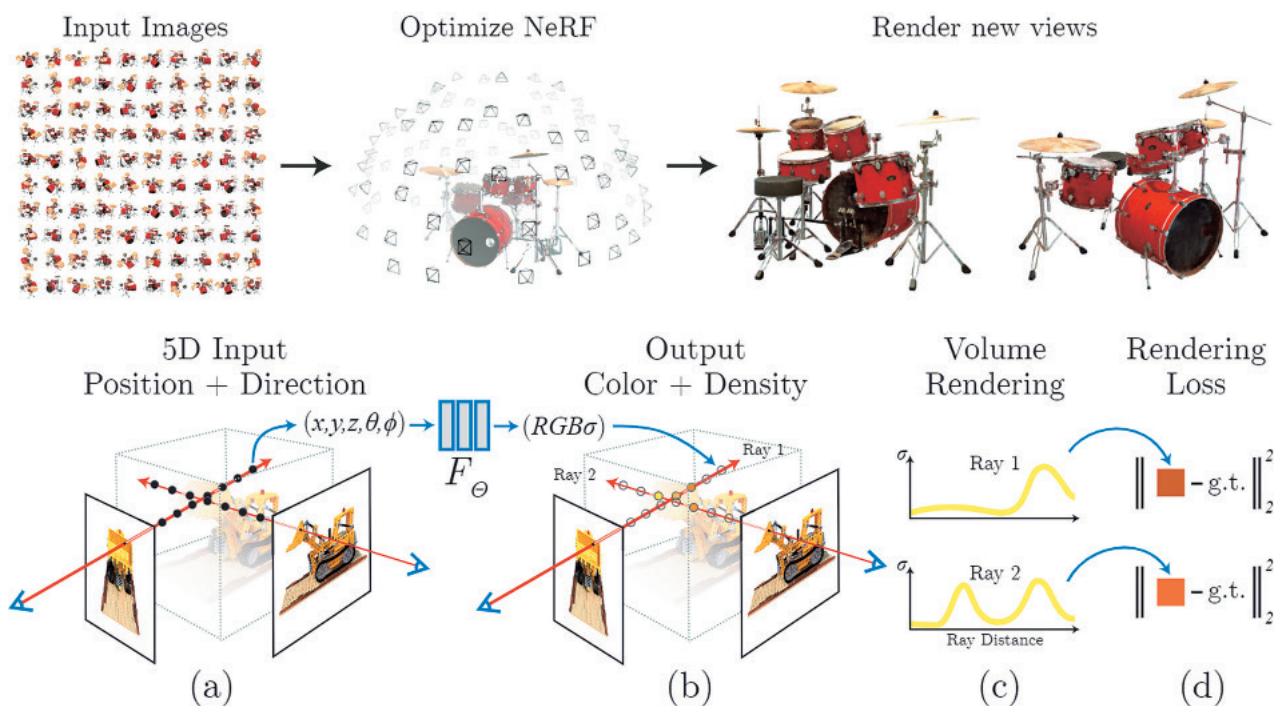 Input Images
Optimize NeRF
Render new views
5D Input
Position + Direction
Output
Color + Density
Volume
Rendering
Rendering
Loss
(x,y,z,θ,ϕ)
F_Θ
(RGBσ)
Ray 1
Ray 2
σ
Ray 1
- g.t.
2
2
σ
Ray 2
Ray Distance
- g.t.
2
2
(a)
(b)
(c)
(d)